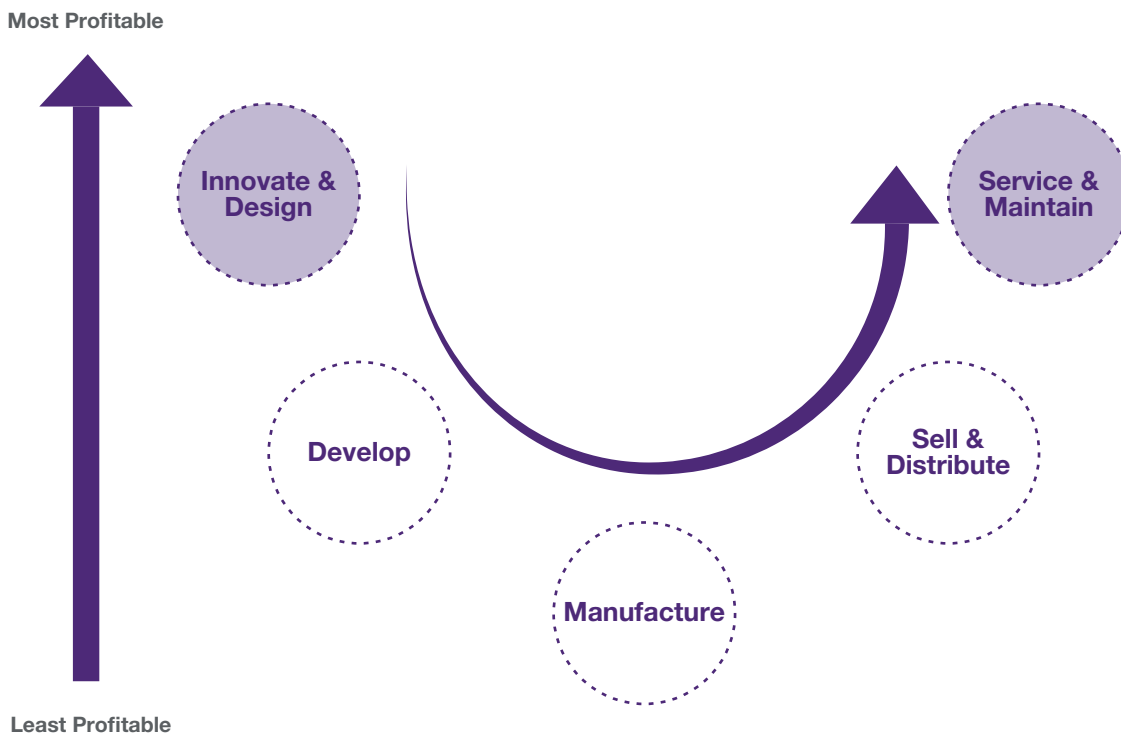 Most Profitable
Innovate &
Design
Service &
Maintain
Develop
Sell &
Distribute
Manufacture
Least Profitable